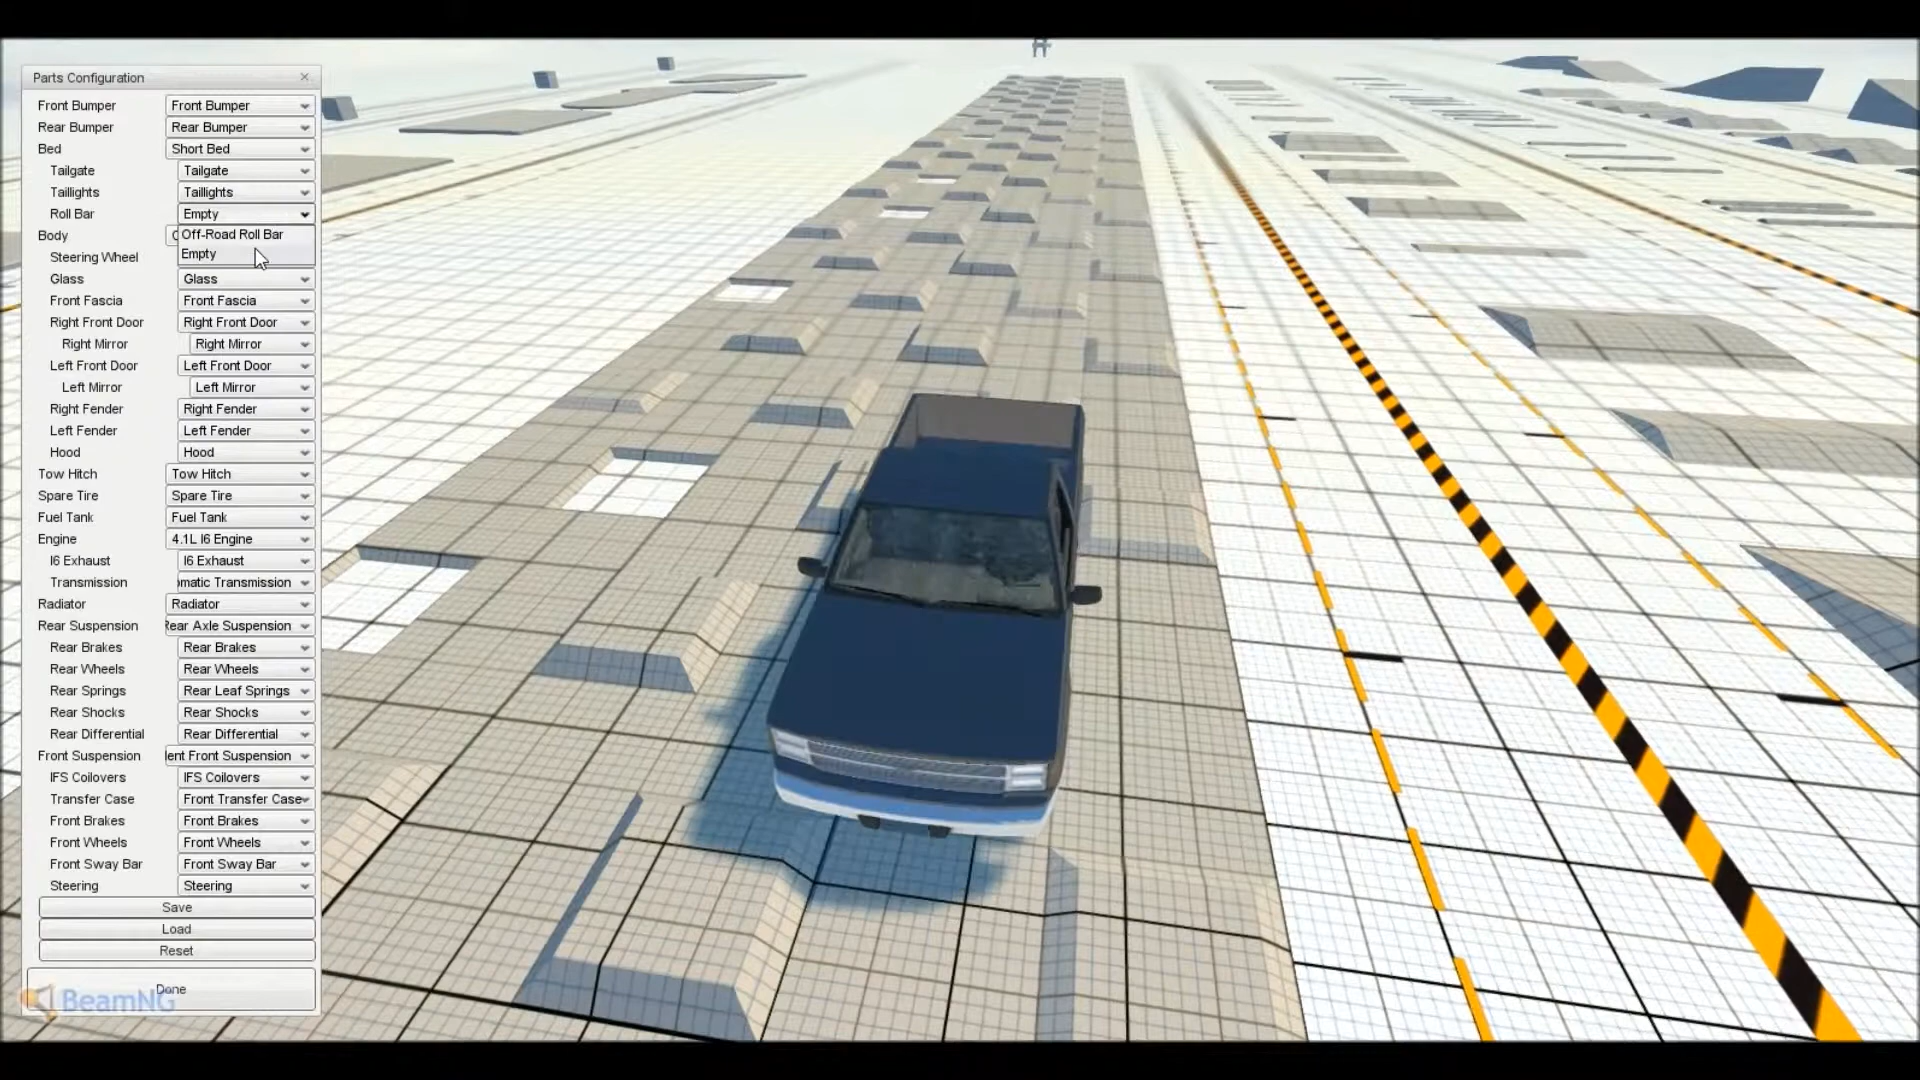 Parts Configuration
Front Bumper Front Bumper
Rear Bumper Rear Bumper
Bed Short Bed
Tailgate Tailgate
Taillights Taillights
Roll Bar Empty
Off-Road Roll Bar
Body
Empty
Steering Wheel
Glass Glass
Front Fascia Front Fascia
Right Front Door Right Front Door
Right Mirror Right Mirror
Left Front Door Left Front Door
Left Mirror Left Mirror
Right Fender Right Fender
Left Fender Left Fender
Hood Hood
Tow Hitch Tow Hitch
Spare Tire Spare Tire
Fuel Tank Fuel Tank
Engine 4.1L I6 Engine
I6 Exhaust I6 Exhaust
Transmission omatic Transmission
Radiator Radiator
Rear Suspension Rear Axle Suspension
Rear Brakes Rear Brakes
Rear Wheels Rear Wheels
Rear Springs Rear Leaf Springs
Rear Shocks Rear Shocks
Rear Differential Rear Differential
Front Suspension lent Front Suspension
IFS Coilovers IFS Coilovers
Transfer Case Front Transfer Case
Front Brakes Front Brakes
Front Wheels Front Wheels
Front Sway Bar Front Sway Bar
Steering Steering
Save
Load
Reset
Done
BeamNG